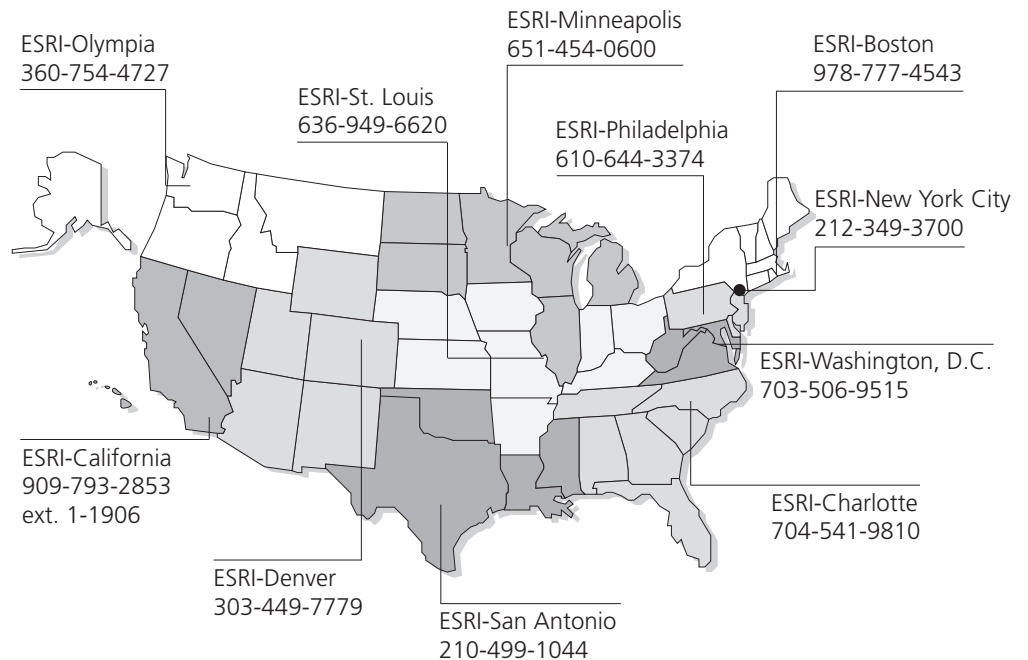 ESRI-Minneapolis
651-454-0600
ESRI-Olympia
360-754-4727
ESRI-Boston
978-777-4543
ESRI-St. Louis
636-949-6620
ESRI-Philadelphia
610-644-3374
ESRI-New York City
212-349-3700
ESRI-Washington, D.C.
703-506-9515
ESRI-California
909-793-2853
ext. 1-1906
ESRI-Charlotte
704-541-9810
ESRI-Denver
303-449-7779
ESRI-San Antonio
210-499-1044